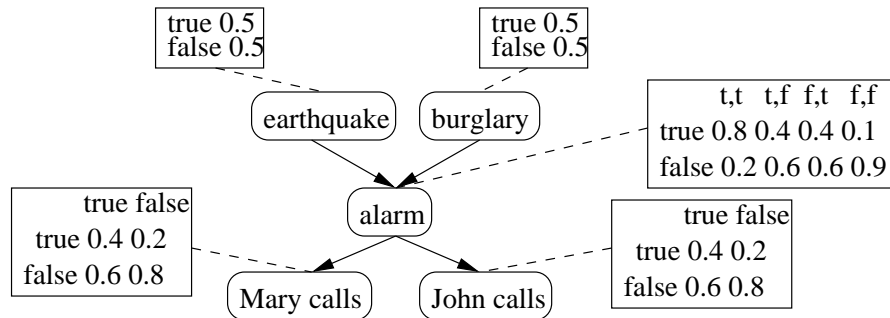 true 0.5
false 0.5
true 0.5
false 0.5
earthquake
burglary
t,t t,f f,t f,f
true 0.8 0.4 0.4 0.1
false 0.2 0.6 0.6 0.9
alarm
true false
true 0.4 0.2
false 0.6 0.8
true false
true 0.4 0.2
false 0.6 0.8
Mary calls
John calls